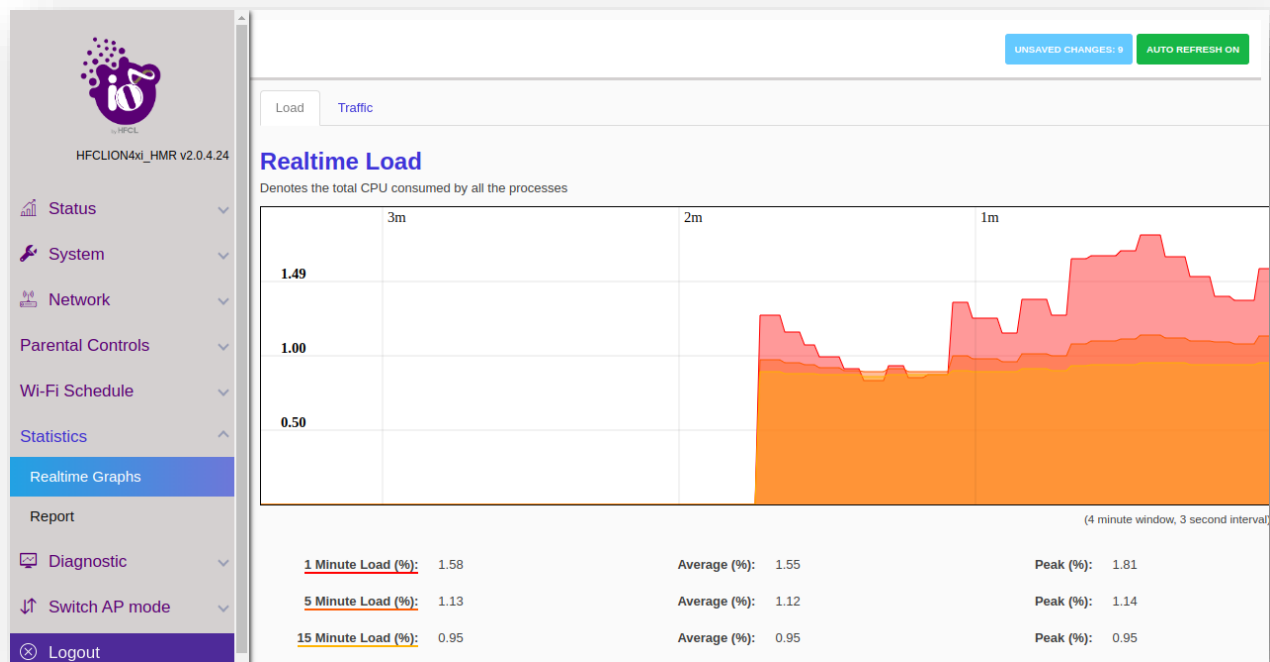 io
by HFCL
HFCLION4xi_HMR v2.0.4.24
Status
System
Network
Parental Controls
Wi-Fi Schedule
Statistics
Realtime Graphs
Report
Diagnostic
Switch AP mode
Logout
UNSAVED CHANGES: 9 AUTO REFRESH ON
Load Traffic
Realtime Load
Denotes the total CPU consumed by all the processes
3m 2m 1m
1.49
1.00
0.50
(4 minute window, 3 second interval)
1 Minute Load (%): 1.58 Average (%): 1.55 Peak (%): 1.81
5 Minute Load (%): 1.13 Average (%): 1.12 Peak (%): 1.14
15 Minute Load (%): 0.95 Average (%): 0.95 Peak (%): 0.95